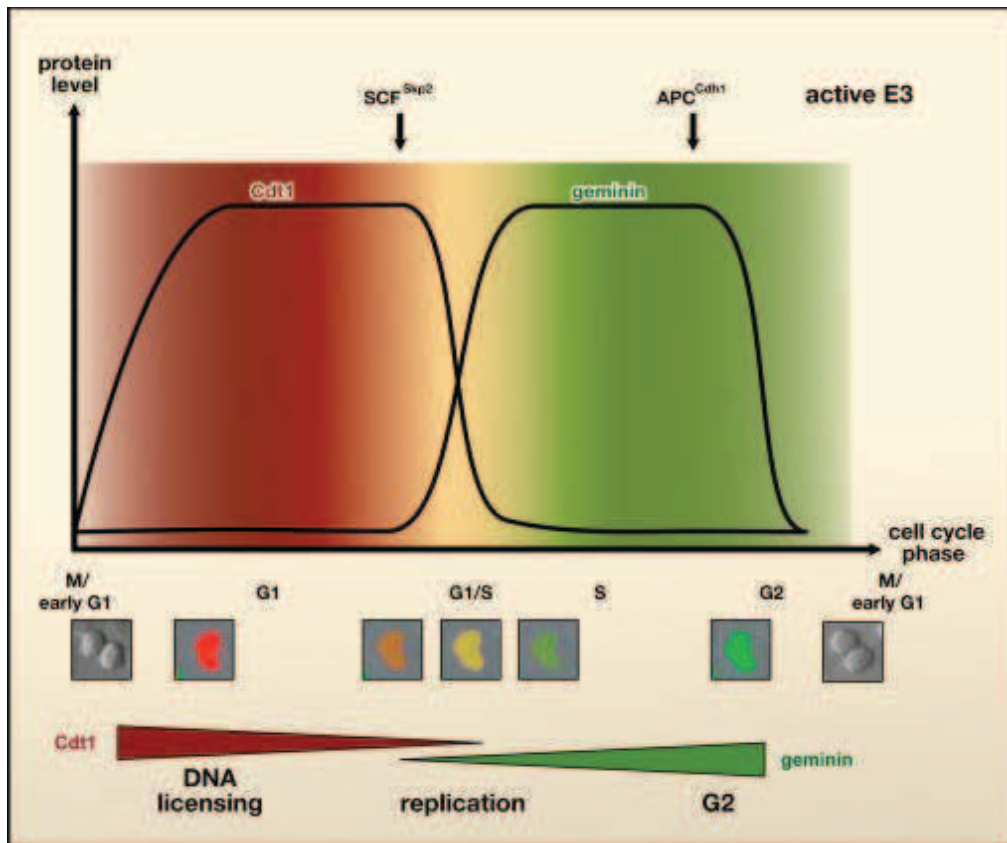 protein
level
SCF^Skp2
APC^Cdh1
active E3
Cdt1
geminin
cell cycle
phase
M/
early G1
G1
G1/S
S
G2
M/
early G1
Cdt1
geminin
DNA
licensing
replication
G2